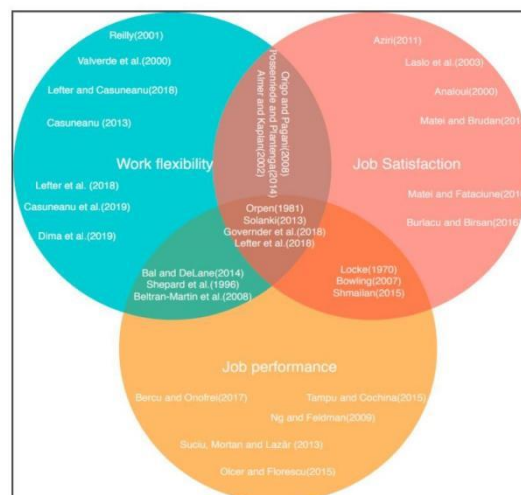 Reilly(2001)
Valverde et al.(2000)
Lefter and Casuneanu(2018)
Casuneanu (2013)
Work flexibility
Lefter et al. (2018)
Casuneanu et al.(2019)
Dima et al.(2019)
Origo and Pagani(2008)
Possenriede and Plantenga(2014)
Almer and Kaplan(2002)
Aziri(2011)
Laslo et al.(2003)
Analoui(2000)
Matei and Brudan(201
Job Satisfaction
Matei and Fataciune(201
Burlacu and Birsan(2016)
Orpen(1981)
Solanki(2013)
Governder et al.(2018)
Lefter et al.(2018)
Bal and DeLane(2014)
Shepard et al.(1996)
Beltran-Martin et al.(2008)
Locke(1970)
Bowling(2007)
Shmailan(2015)
Job performance
Bercu and Onofrei(2017)
Tampu and Cochina(2015)
Ng and Feldman(2009)
Suciu, Mortan and Lazăr (2013)
Olcer and Florescu(2015)